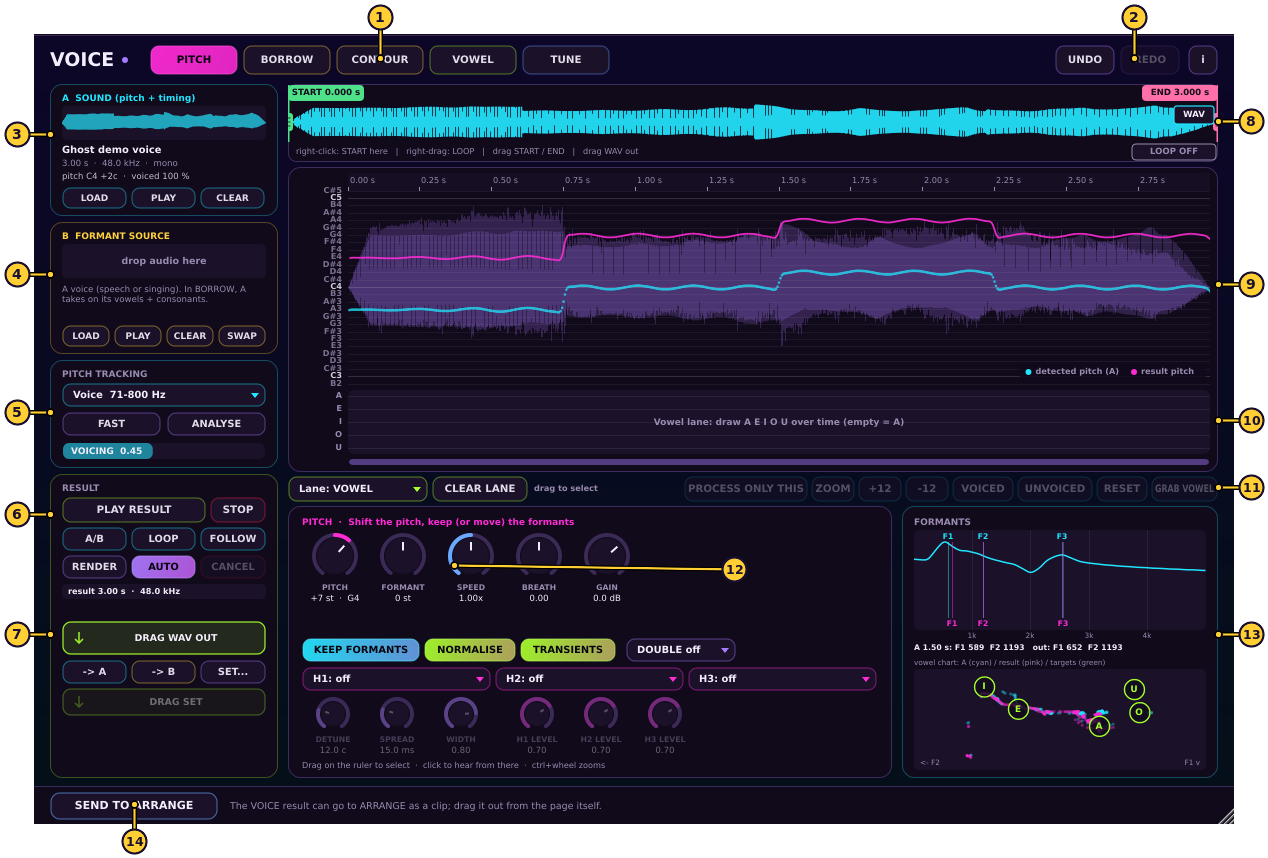 1
2
VOICE
PITCH
BORROW
CONTOUR
VOWEL
TUNE
UNDO
REDO
i
A SOUND (pitch + timing)
Ghost demo voice
3.00 s · 48.0 kHz · mono
pitch C4 +2c · voiced 100 %
LOAD
PLAY
CLEAR
3
START 0.000 s
END 3.000 s
WAV
8
right-click: START here | right-drag: LOOP | drag START / END | drag WAV out
LOOP OFF
B FORMANT SOURCE
drop audio here
A voice (speech or singing). In BORROW, A
takes on its vowels + consonants.
LOAD
PLAY
CLEAR
SWAP
4
0.00 s
0.25 s
0.50 s
0.75 s
1.00 s
1.25 s
1.50 s
1.75 s
2.00 s
2.25 s
2.50 s
2.75 s
C#5
C5
B4
A#4
A4
G#4
G4
F#4
F4
E4
D#4
D4
C#4
C4
B3
A#3
A3
G#3
G3
F#3
F3
E3
D#3
D3
C#3
C3
B2
9
detected pitch (A)
result pitch
PITCH TRACKING
Voice 71-800 Hz
FAST
ANALYSE
VOICING 0.45
5
A
E
I
O
U
Vowel lane: draw A E I O U over time (empty = A)
10
RESULT
PLAY RESULT
STOP
A/B
LOOP
FOLLOW
RENDER
AUTO
CANCEL
result 3.00 s · 48.0 kHz
6
DRAG WAV OUT
-> A
-> B
SET...
DRAG SET
7
Lane: VOWEL
CLEAR LANE
drag to select
PROCESS ONLY THIS
ZOOM
+12
-12
VOICED
UNVOICED
RESET
GRAB VOWEL
11
PITCH · Shift the pitch, keep (or move) the formants
PITCH
+7 st · G4
FORMANT
0 st
SPEED
1.00x
BREATH
0.00
GAIN
0.0 dB
12
KEEP FORMANTS
NORMALISE
TRANSIENTS
DOUBLE off
H1: off
H2: off
H3: off
DETUNE
12.0 c
SPREAD
15.0 ms
WIDTH
0.80
H1 LEVEL
0.70
H2 LEVEL
0.70
H3 LEVEL
0.70
Drag on the ruler to select · click to hear from there · ctrl+wheel zooms
FORMANTS
F1
F2
F3
F1
F2
F3
1k
2k
3k
4k
A 1.50 s: F1 589 F2 1193 out: F1 652 F2 1193
vowel chart: A (cyan) / result (pink) / targets (green)
I
E
A
U
O
<- F2
F1 v
13
SEND TO ARRANGE
The VOICE result can go to ARRANGE as a clip; drag it out from the page itself.
14